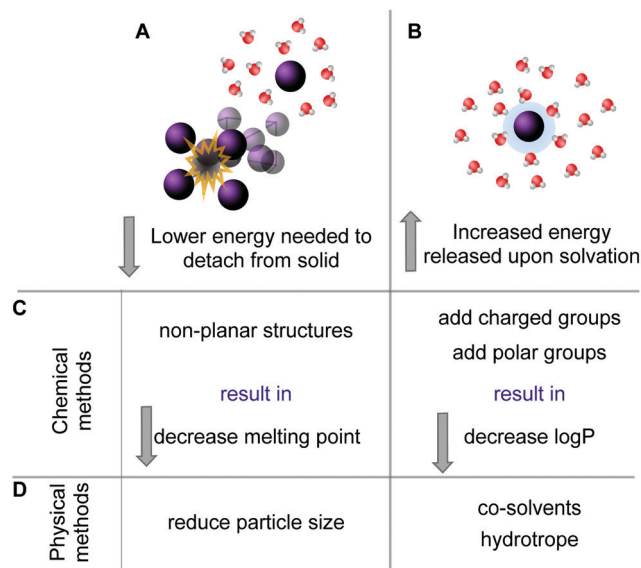 A
B
Lower energy needed to
detach from solid
Increased energy
released upon solvation
C
Chemical
methods
non-planar structures
result in
decrease melting point
add charged groups
add polar groups
result in
decrease logP
D
Physical
methods
reduce particle size
co-solvents
hydrotrope